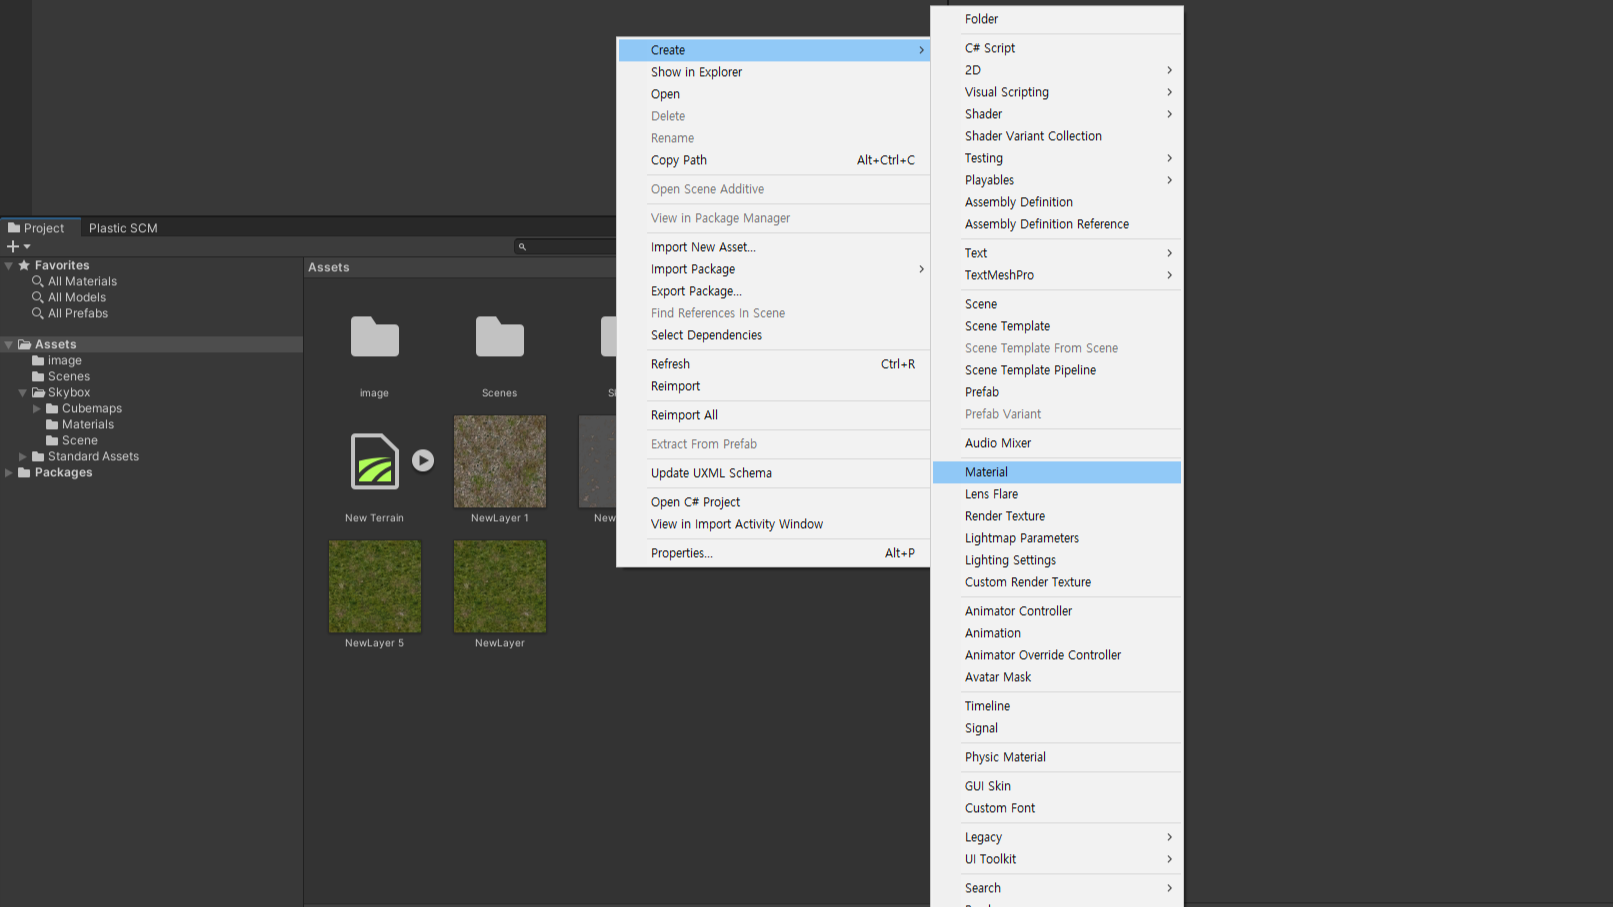 Project
Plastic SCM
Favorites
All Materials
All Models
All Prefabs
Assets
image
Scenes
Skybox
Cubemaps
Materials
Scene
Standard Assets
Packages
Assets
image
Scenes
New Terrain
NewLayer 1
NewLayer 5
NewLayer
Create
Show in Explorer
Open
Delete
Rename
Copy Path Alt+Ctrl+C
Open Scene Additive
View in Package Manager
Import New Asset...
Import Package
Export Package...
Find References In Scene
Select Dependencies
Refresh Ctrl+R
Reimport
Reimport All
Extract From Prefab
Update UXML Schema
Open C# Project
View in Import Activity Window
Properties... Alt+P
Folder
C# Script
2D
Visual Scripting
Shader
Shader Variant Collection
Testing
Playables
Assembly Definition
Assembly Definition Reference
Text
TextMeshPro
Scene
Scene Template
Scene Template From Scene
Scene Template Pipeline
Prefab
Prefab Variant
Audio Mixer
Material
Lens Flare
Render Texture
Lightmap Parameters
Lighting Settings
Custom Render Texture
Animator Controller
Animation
Animator Override Controller
Avatar Mask
Timeline
Signal
Physic Material
GUI Skin
Custom Font
Legacy
UI Toolkit
Search